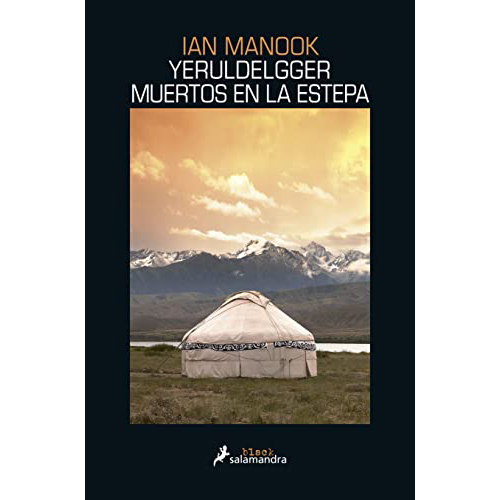 IAN MANOOK
YERULDELGGER
MUERTOS EN LA ESTEPA
black
salamandra